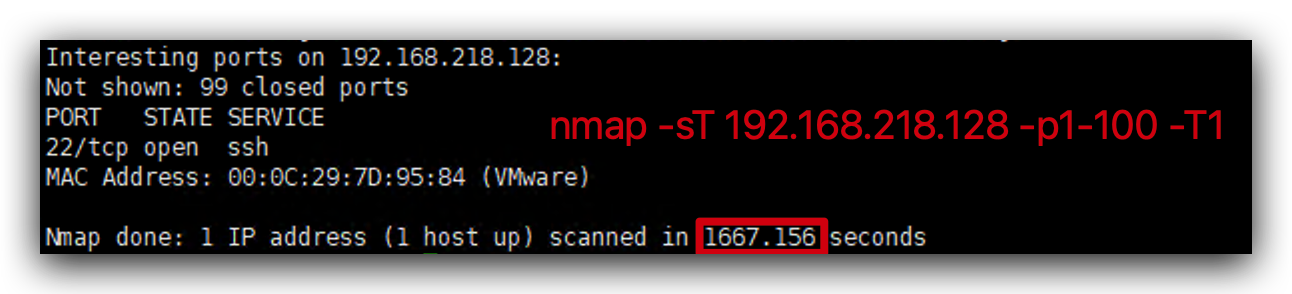 Interesting ports on 192.168.218.128:
Not shown: 99 closed ports
PORT   STATE SERVICE
nmap -sT 192.168.218.128 -p1-100 -T1
22/tcp open  ssh
MAC Address: 00:0C:29:7D:95:84 (VMware)
Nmap done: 1 IP address (1 host up) scanned in 1667.156 seconds